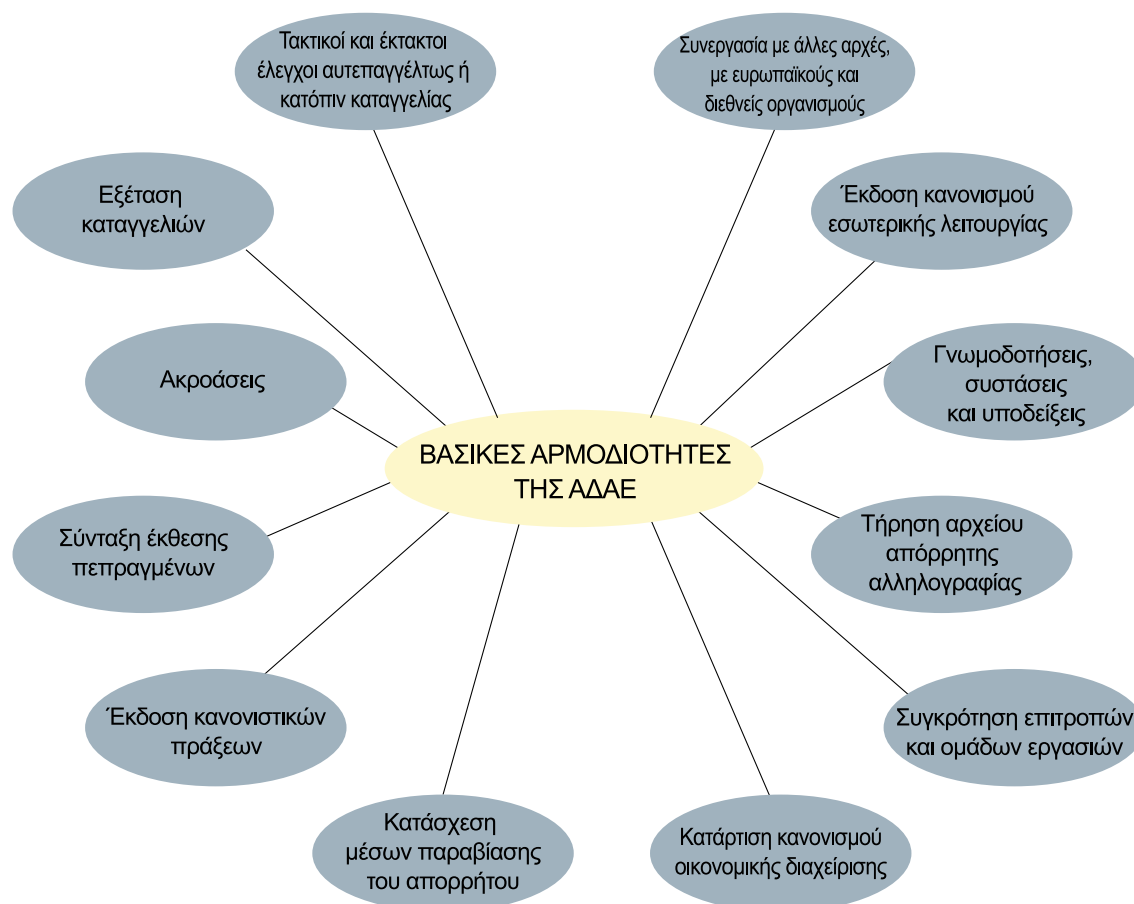 Τακτικοί και έκτακτοι
έλεγχοι αυτεπαγγέλτως ή
κατόπιν καταγγελίας
Συνεργασία με άλλες αρχές,
με ευρωπαϊκούς και
διεθνείς οργανισμούς
Εξέταση
καταγγελιών
Έκδοση κανονισμού
εσωτερικής λειτουργίας
Ακροάσεις
Γνωμοδοτήσεις,
συστάσεις
και υποδείξεις
ΒΑΣΙΚΕΣ ΑΡΜΟΔΙΟΤΗΤΕΣ
ΤΗΣ ΑΔΑΕ
Σύνταξη έκθεσης
πεπραγμένων
Τήρηση αρχείου
απόρρητης
αλληλογραφίας
Έκδοση κανονιστικών
πράξεων
Συγκρότηση επιτροπών
και ομάδων εργασιών
Κατάσχεση
μέσων παραβίασης
του απορρήτου
Κατάρτιση κανονισμού
οικονομικής διαχείρισης